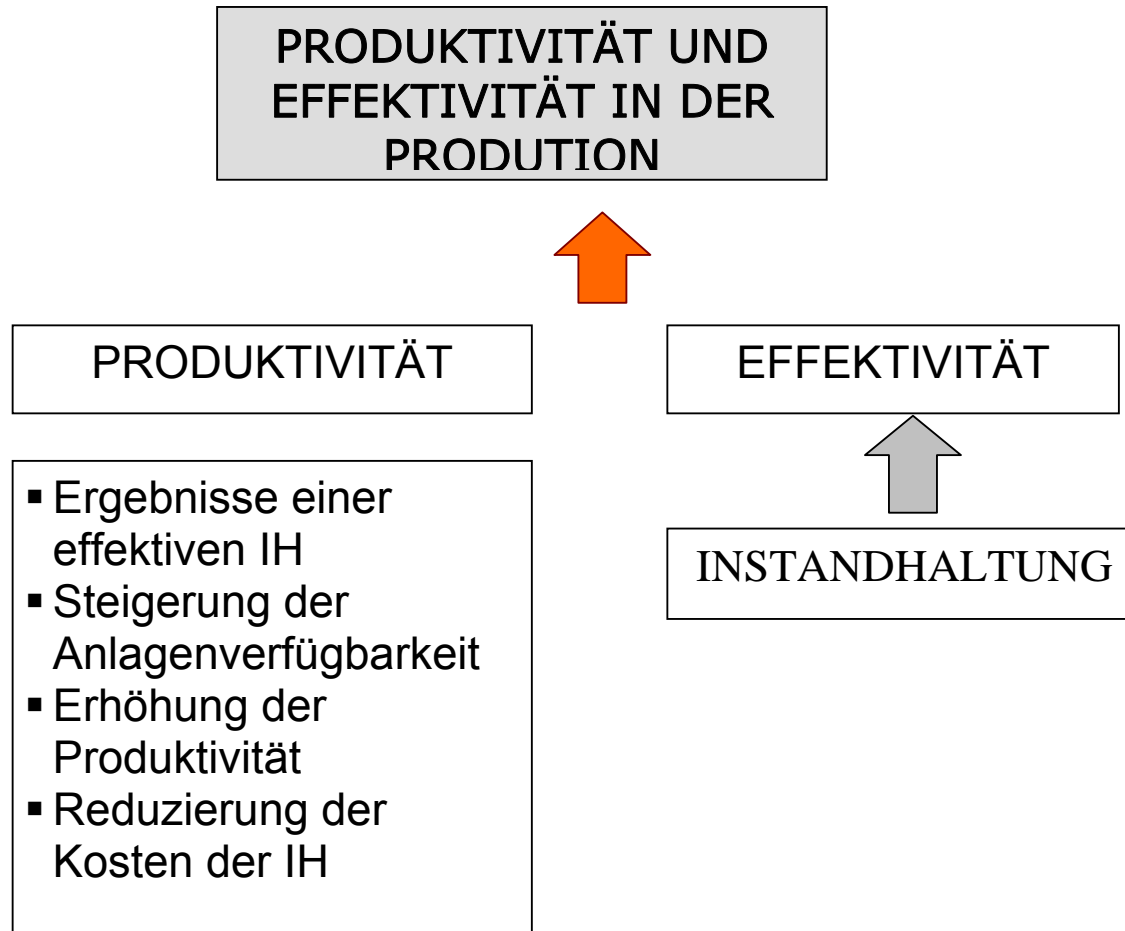 PRODUKTIVITÄT UND
EFFEKTIVITÄT IN DER
PRODUTION
PRODUKTIVITÄT
EFFEKTIVITÄT
▪ Ergebnisse einer
effektiven IH
▪ Steigerung der
Anlagenverfügbarkeit
▪ Erhöhung der
Produktivität
▪ Reduzierung der
Kosten der IH
INSTANDHALTUNG